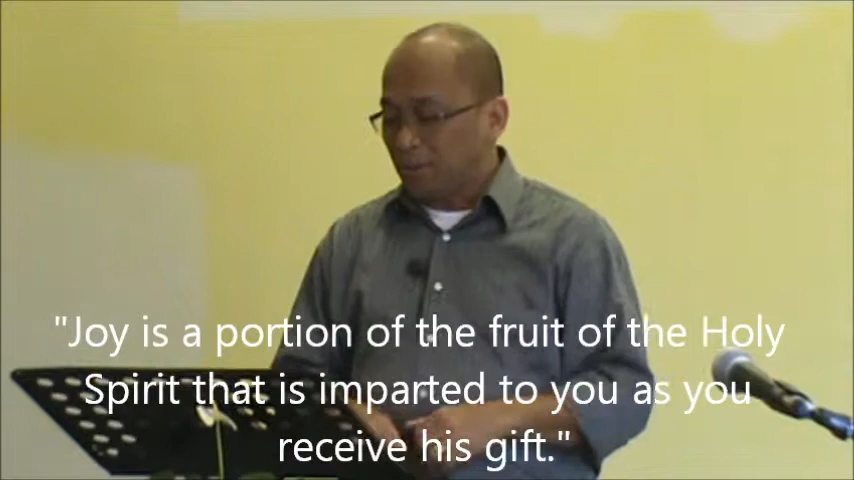 "Joy is a portion of the fruit of the Holy
Spirit that is imparted to you as you
receive his gift."